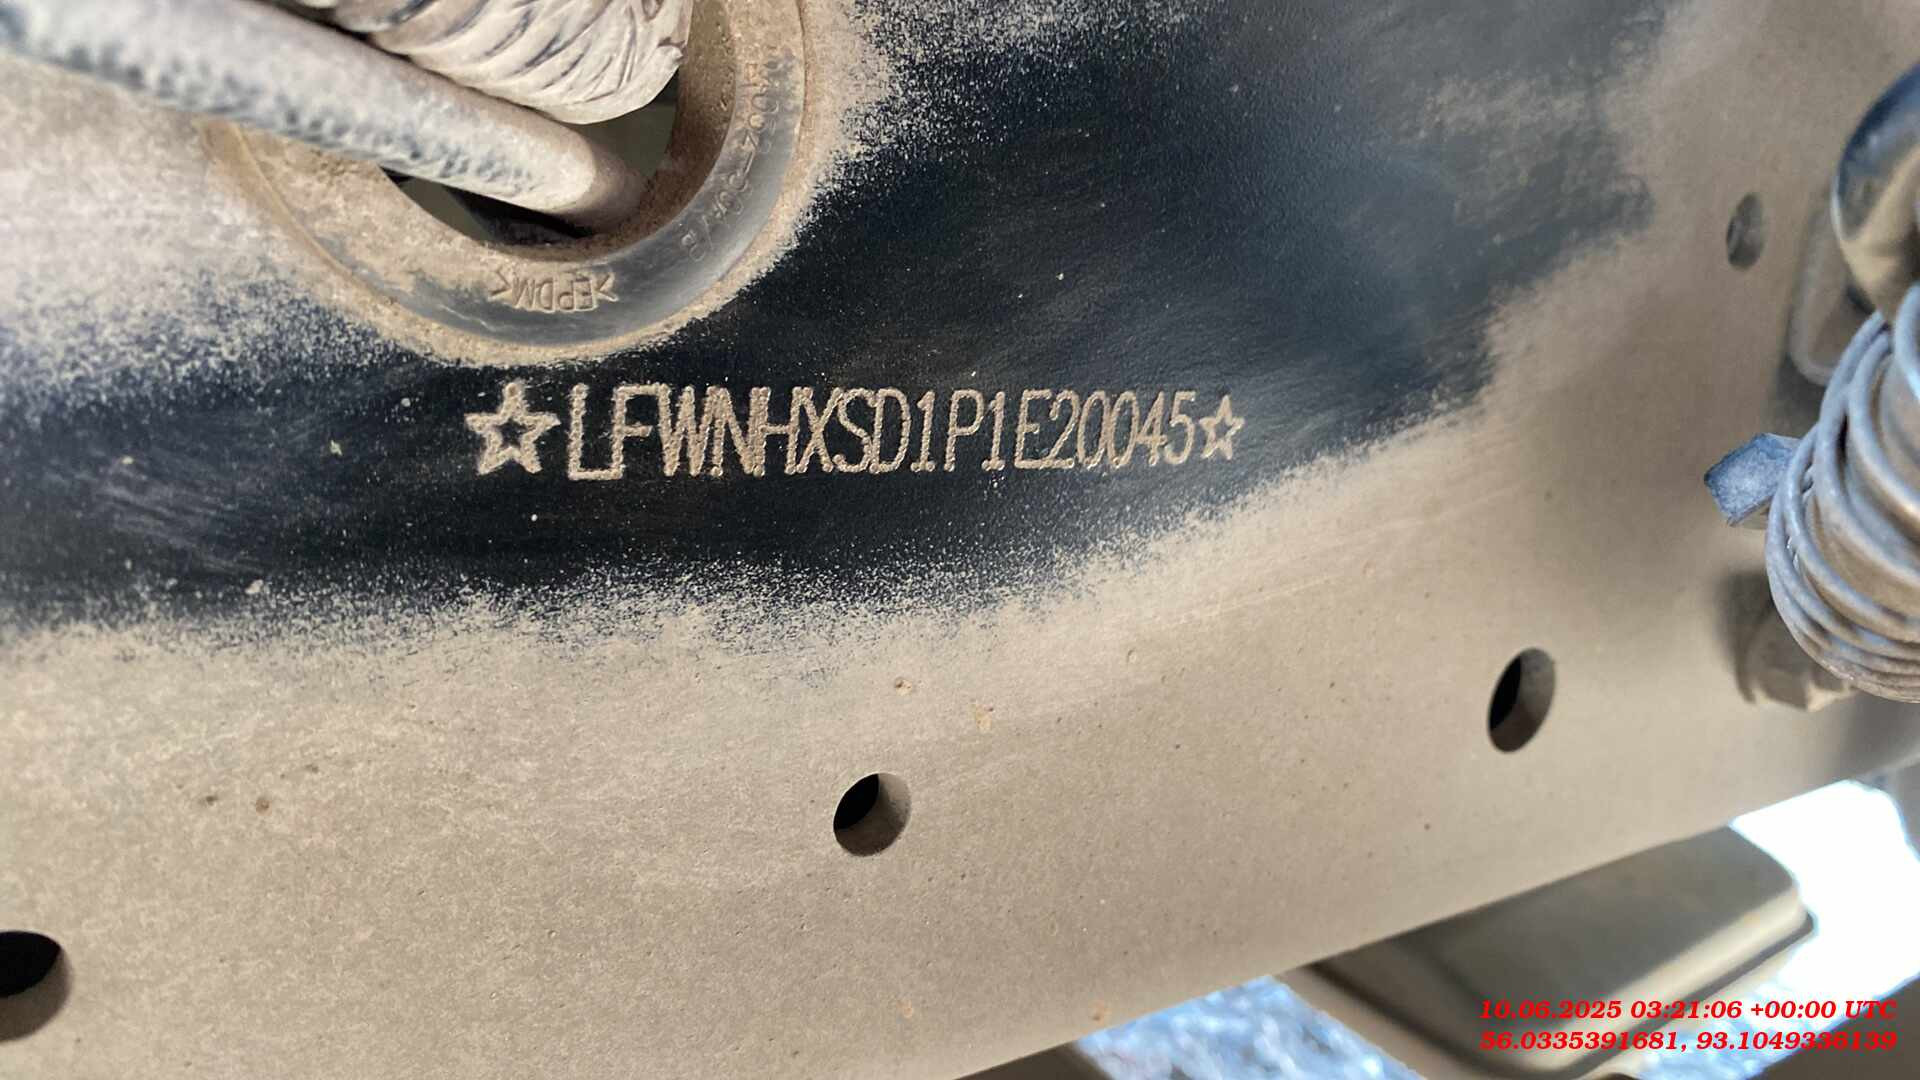 >EPDM<
☆LFWNHXSD1P1E20045☆
10.06.2025 03:21:06 +00:00 UTC
56.0335391681, 93.1049336139